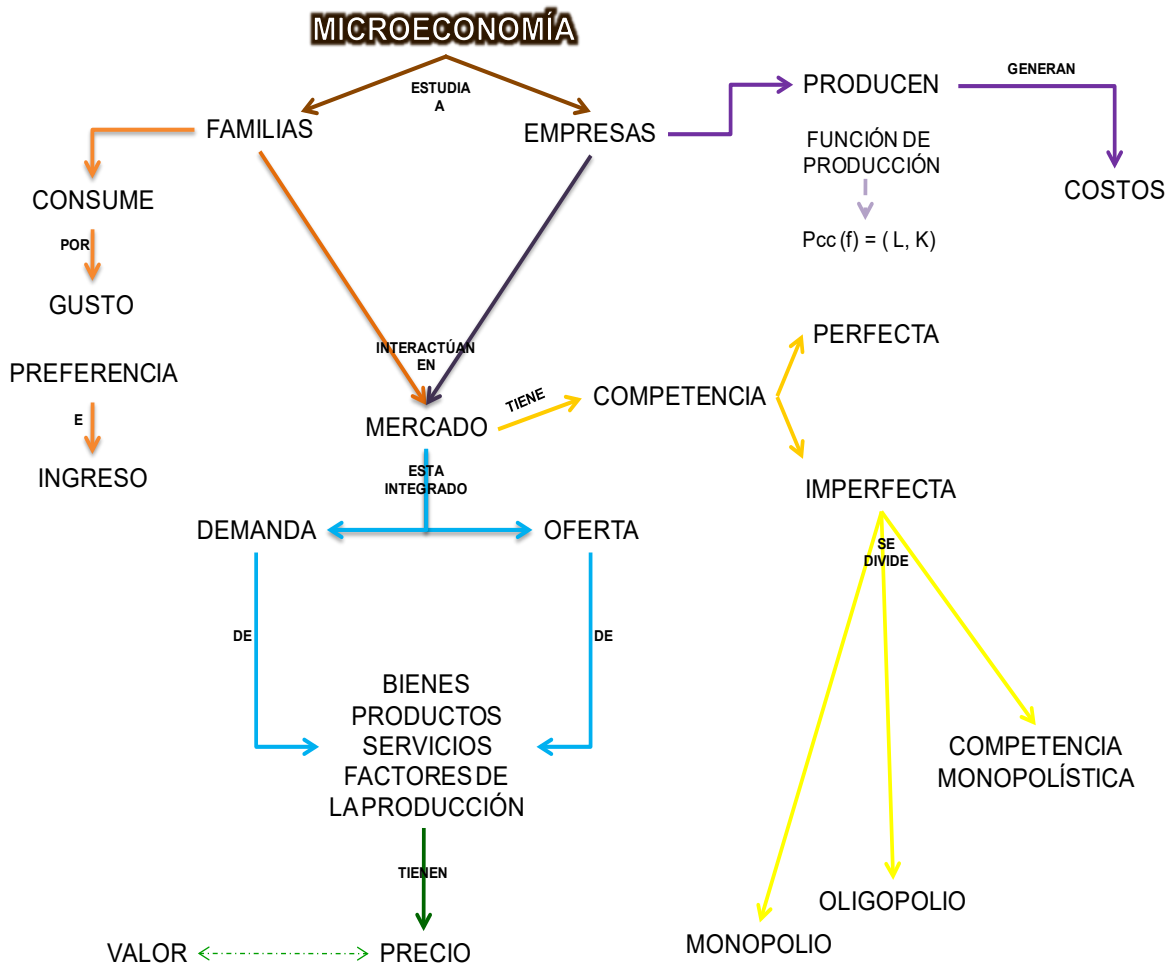 MICROECONOMÍA
ESTUDIA
A
FAMILIAS
EMPRESAS
PRODUCEN
GENERAN
COSTOS
FUNCIÓN DE
PRODUCCIÓN
Pcc (f) = ( L, K)
CONSUME
POR
GUSTO
PREFERENCIA
E
INGRESO
INTERACTÚAN
EN
MERCADO
TIENE
COMPETENCIA
PERFECTA
IMPERFECTA
SE
DIVIDE
MONOPOLIO
OLIGOPOLIO
COMPETENCIA
MONOPOLÍSTICA
ESTA
INTEGRADO
DEMANDA
OFERTA
DE
DE
BIENES
PRODUCTOS
SERVICIOS
FACTORES DE
LA PRODUCCIÓN
TIENEN
VALOR
PRECIO